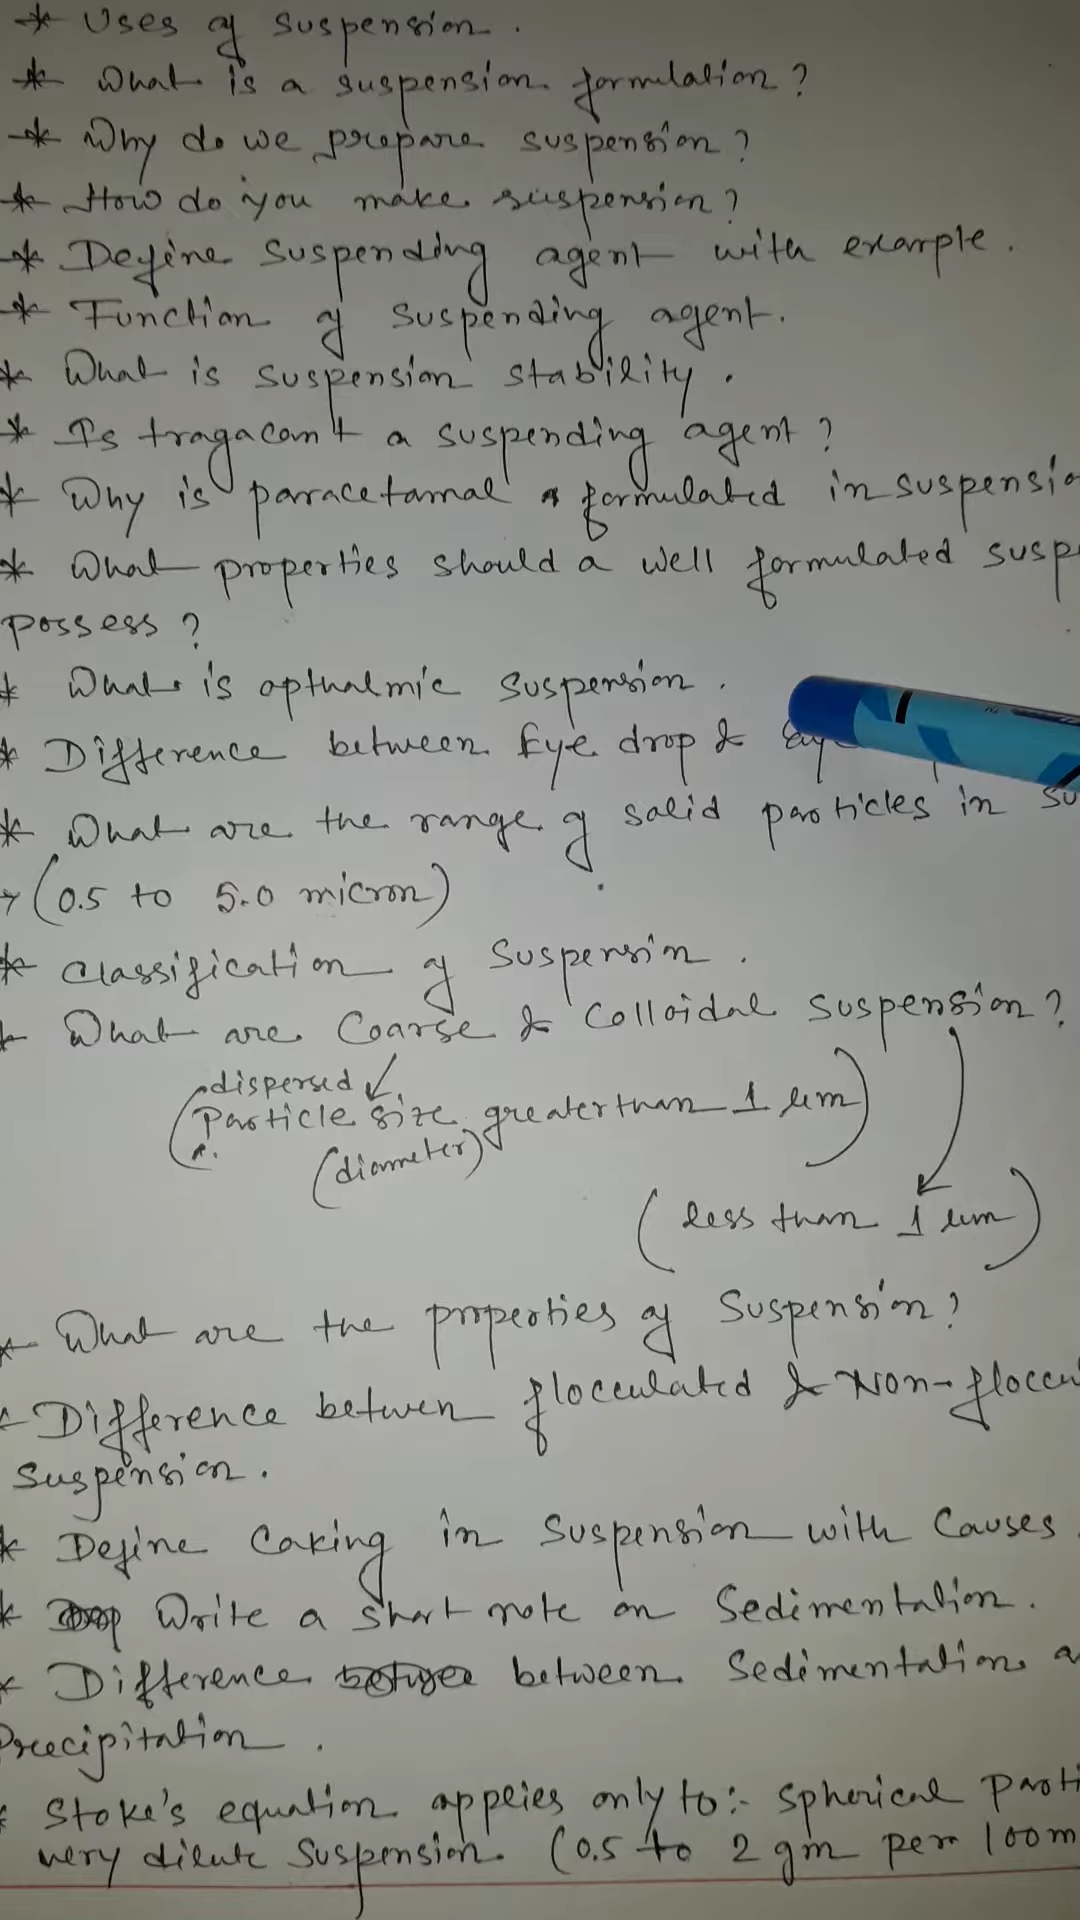 * Uses of suspension.
* What is a suspension formulation?
* Why do we prepare suspension?
* How do you make suspension?
* Define suspending agent with example.
* Function of suspending agent.
* What is suspension stability.
* Is tragacant a suspending agent?
* Why is paracetamal formulated in suspensio
* What properties should a well formulated susp
possess?
* What is opthalmic suspension.
* Difference between Eye drop & 
* What are the range of solid particles in su
→ (0.5 to 5.0 micron)
* Classification of Suspension.
* What are Coarse & Colloidal suspension?
dispersed
(Particle size greater than 1 µm)
(diameter)
(less than 1 µm)
* What are the properties of Suspension?
* Difference betwen flocculated & Non-floccu
suspension.
* Define Caking in Suspension with Causes.
* Write a short note on Sedimentation.
* Difference between Sedimentation a
Precipitation.
* Stoke's equation appeies only to:- spherical parti
very dilute suspension. (0.5 to 2 gm per 100m